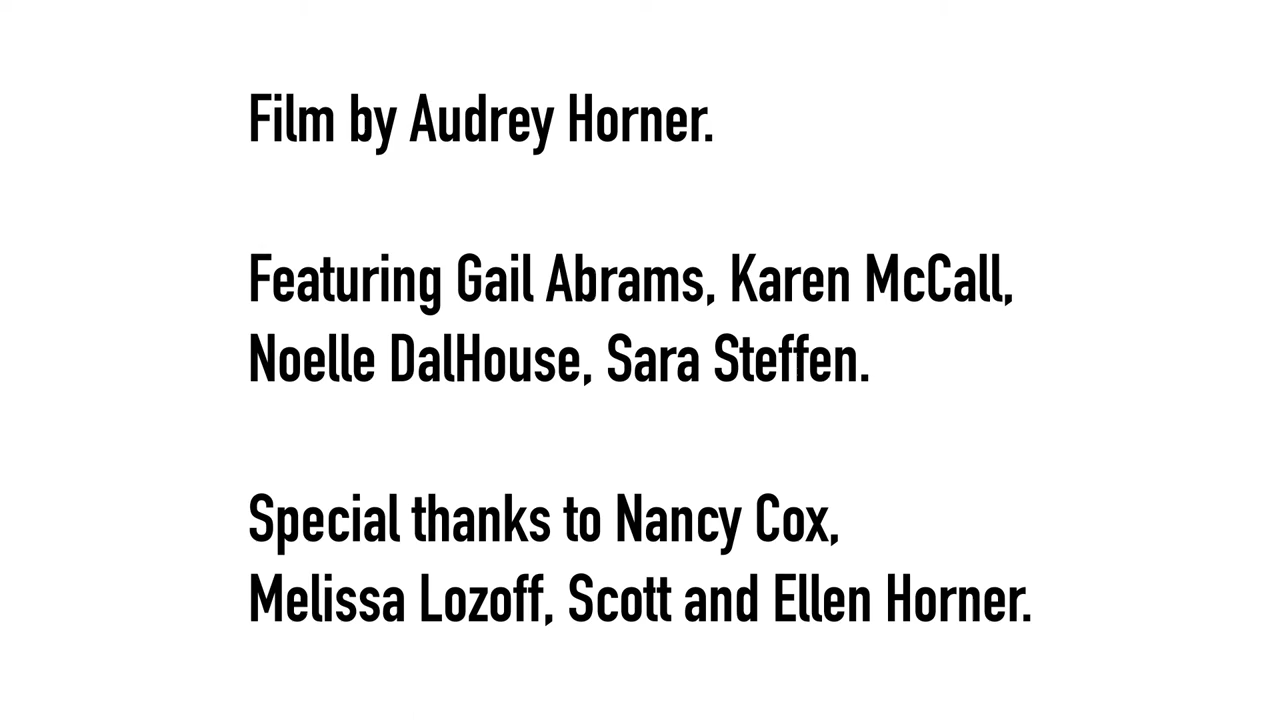 Film by Audrey Horner.
Featuring Gail Abrams, Karen McCall,
Noelle DalHouse, Sara Steffen.
Special thanks to Nancy Cox,
Melissa Lozoff, Scott and Ellen Horner.